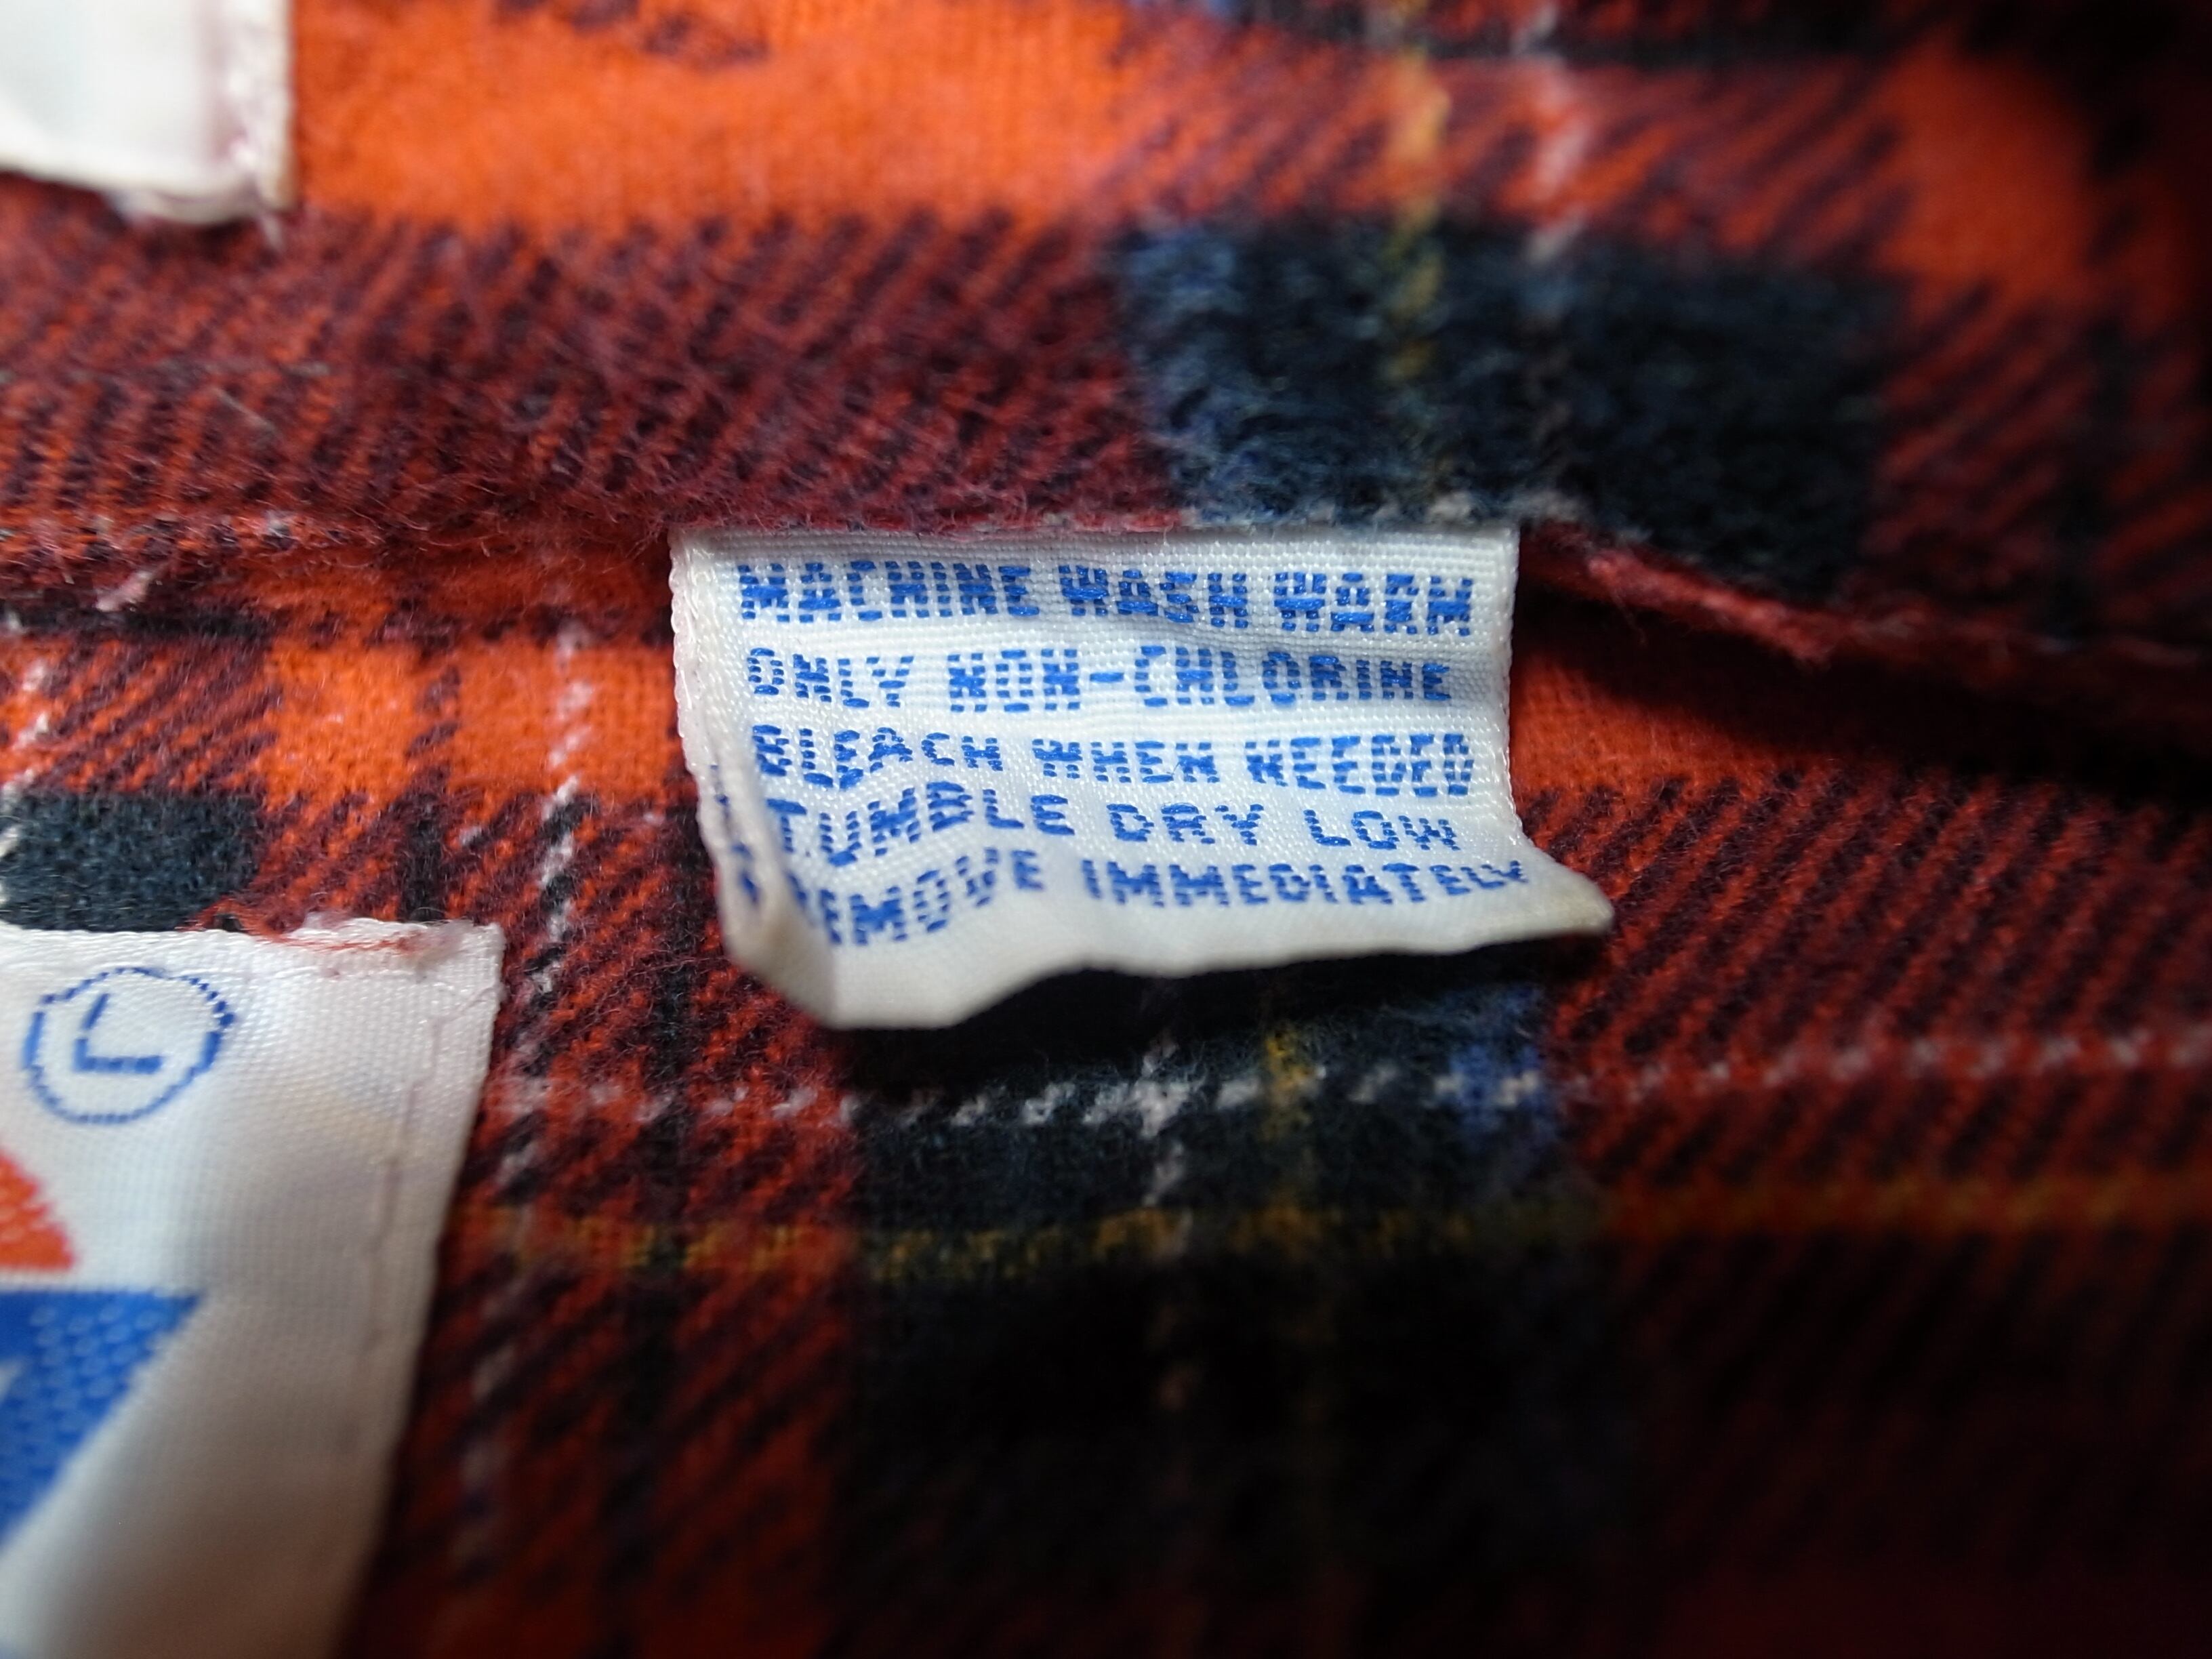 MACHINE WASH WARM
ONLY NON-CHLORINE
BLEACH WHEN NEEDED
TUMBLE DRY LOW
REMOVE IMMEDIATELY
L